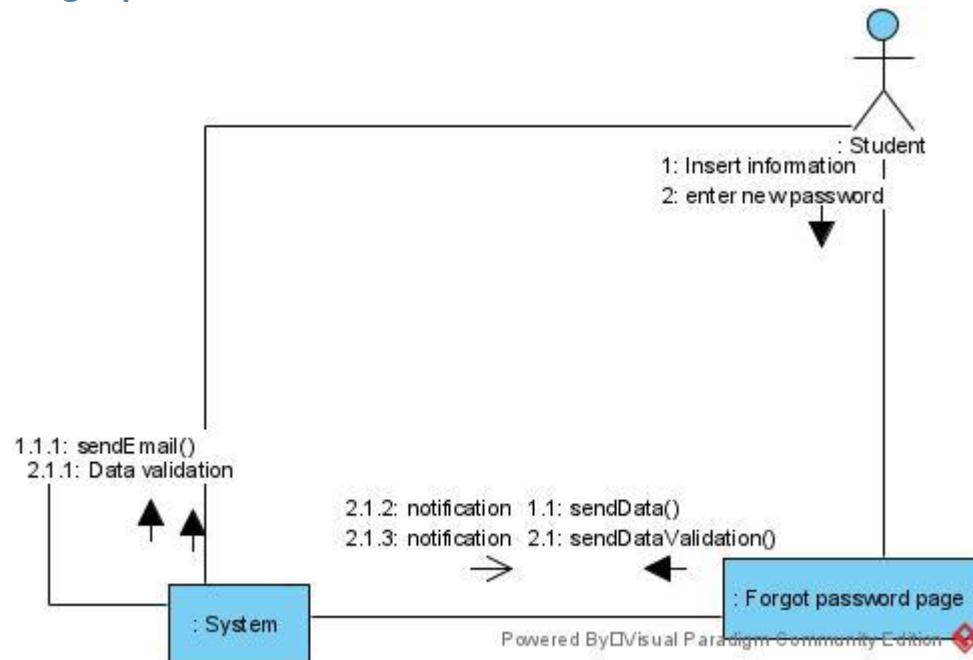 : Student
1: Insert information
2: enter new password
1.1.1: sendEmail()
2.1.1: Data validation
2.1.2: notification 1.1: sendData()
2.1.3: notification 2.1: sendDataValidation()
: Forgot password page
: System
Powered By Visual Paradigm Community Edition